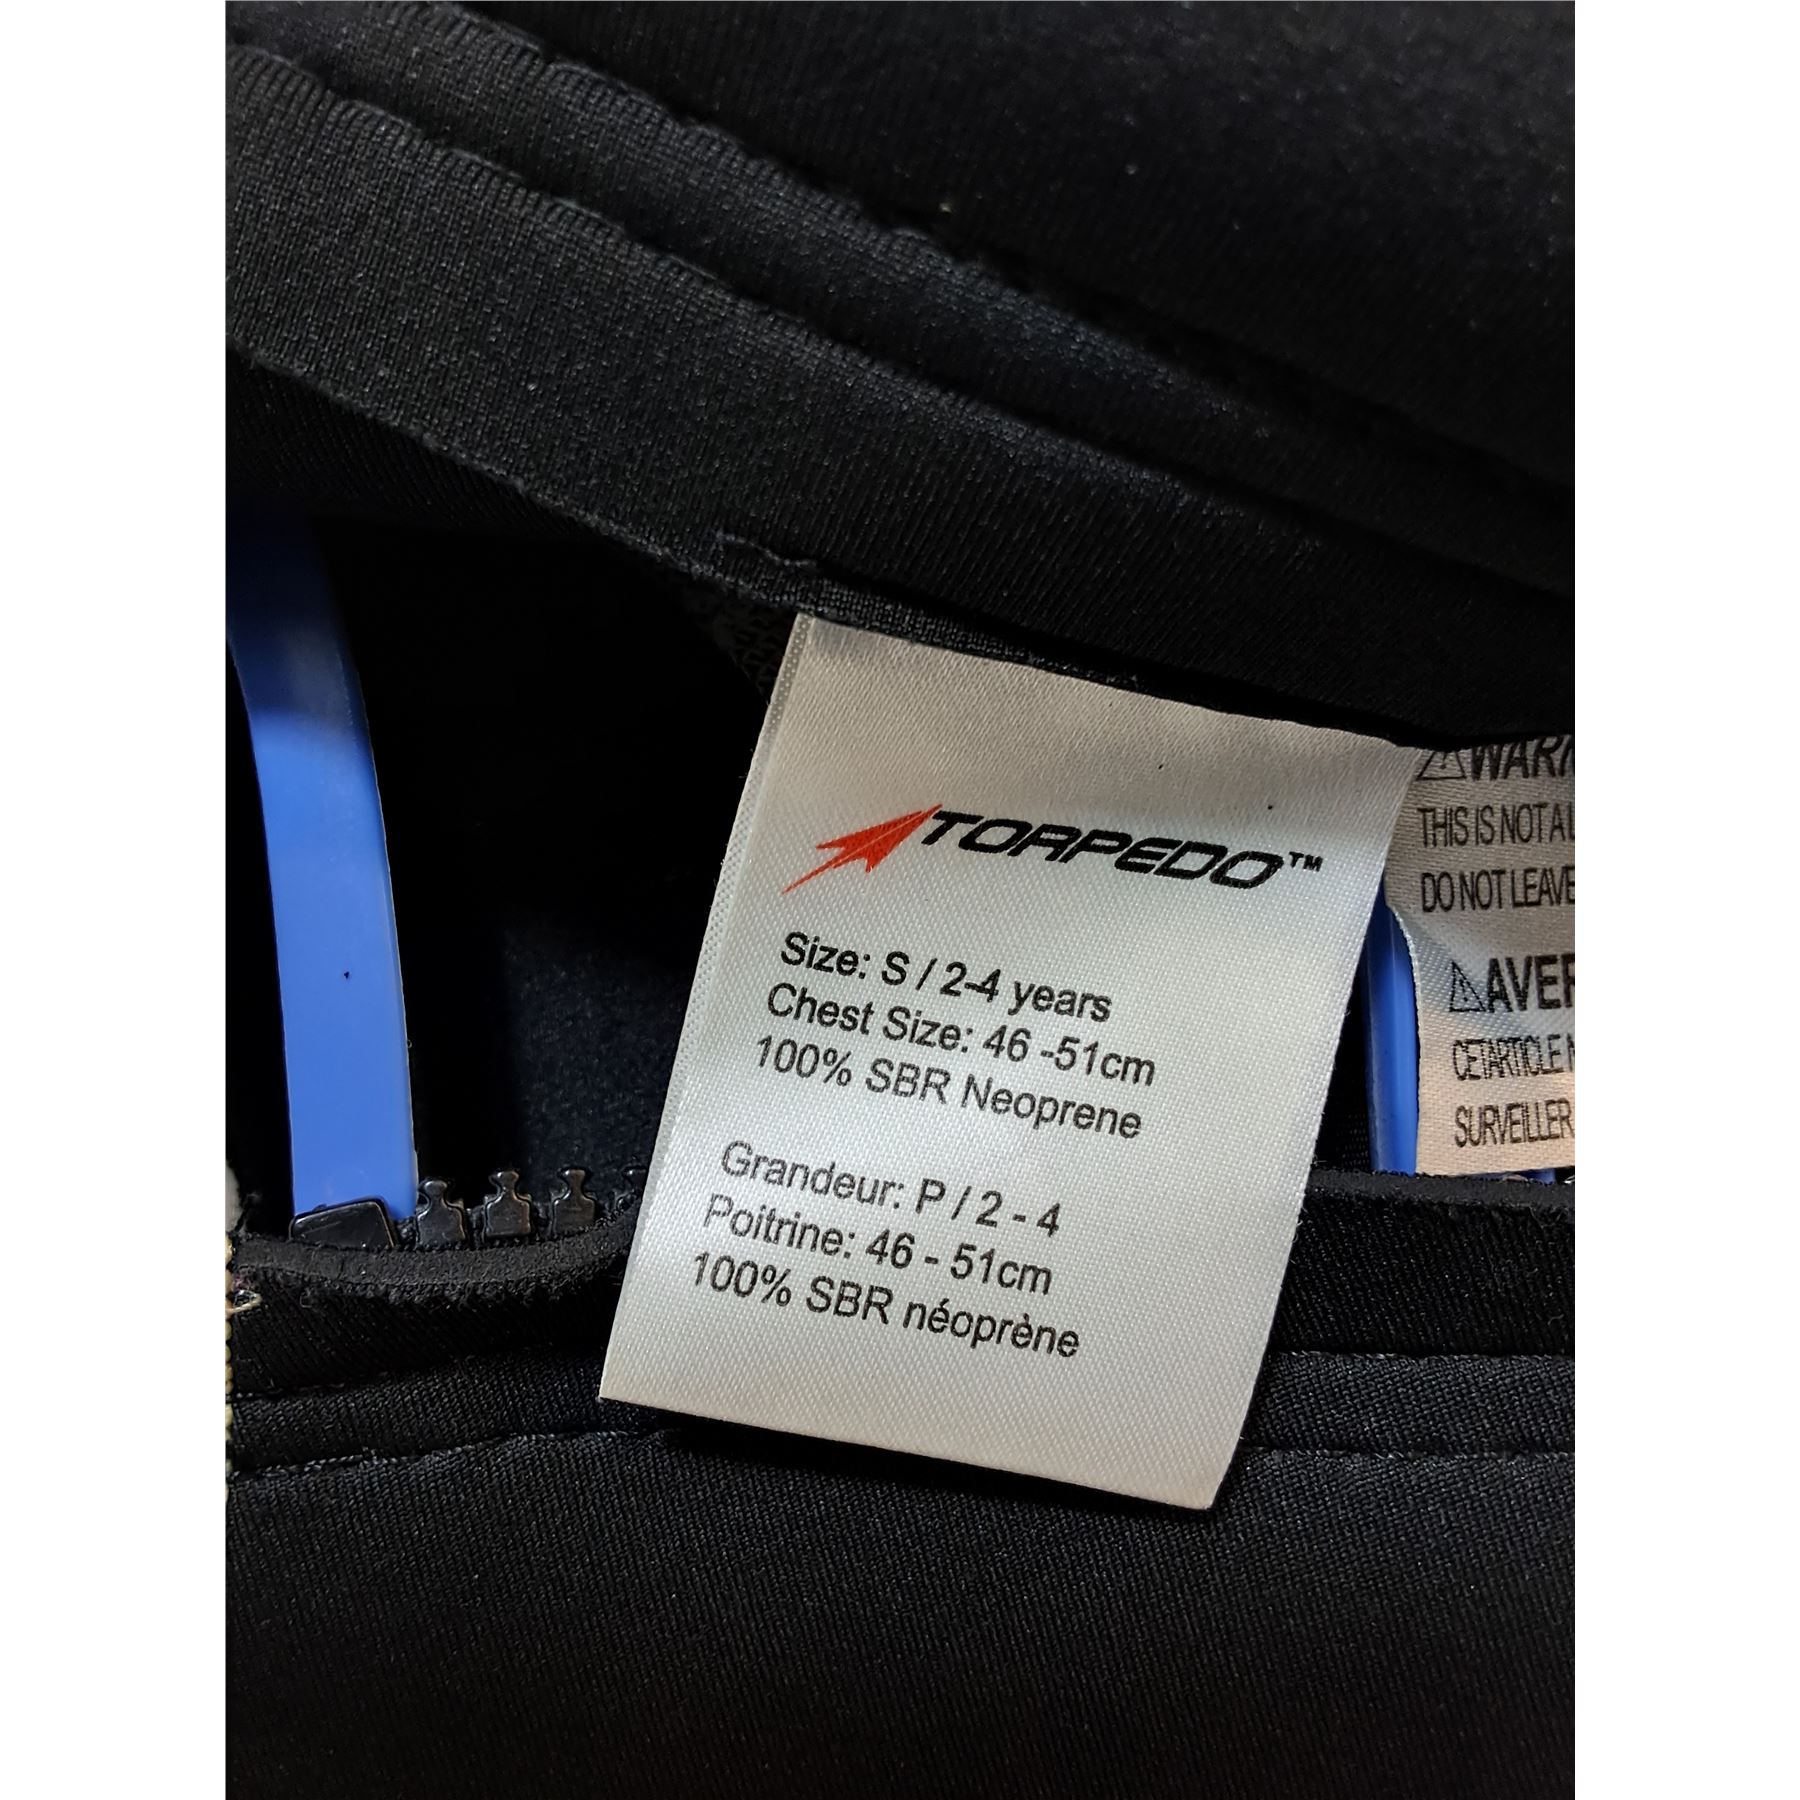 TORPEDO™
Size: S / 2-4 years
Chest Size: 46 -51cm
100% SBR Neoprene
Grandeur: P / 2 - 4
Poitrine: 46 - 51cm
100% SBR néoprène
THIS IS NOT A
DO NOT LEAVE
CET ARTICLE
SURVEILLER